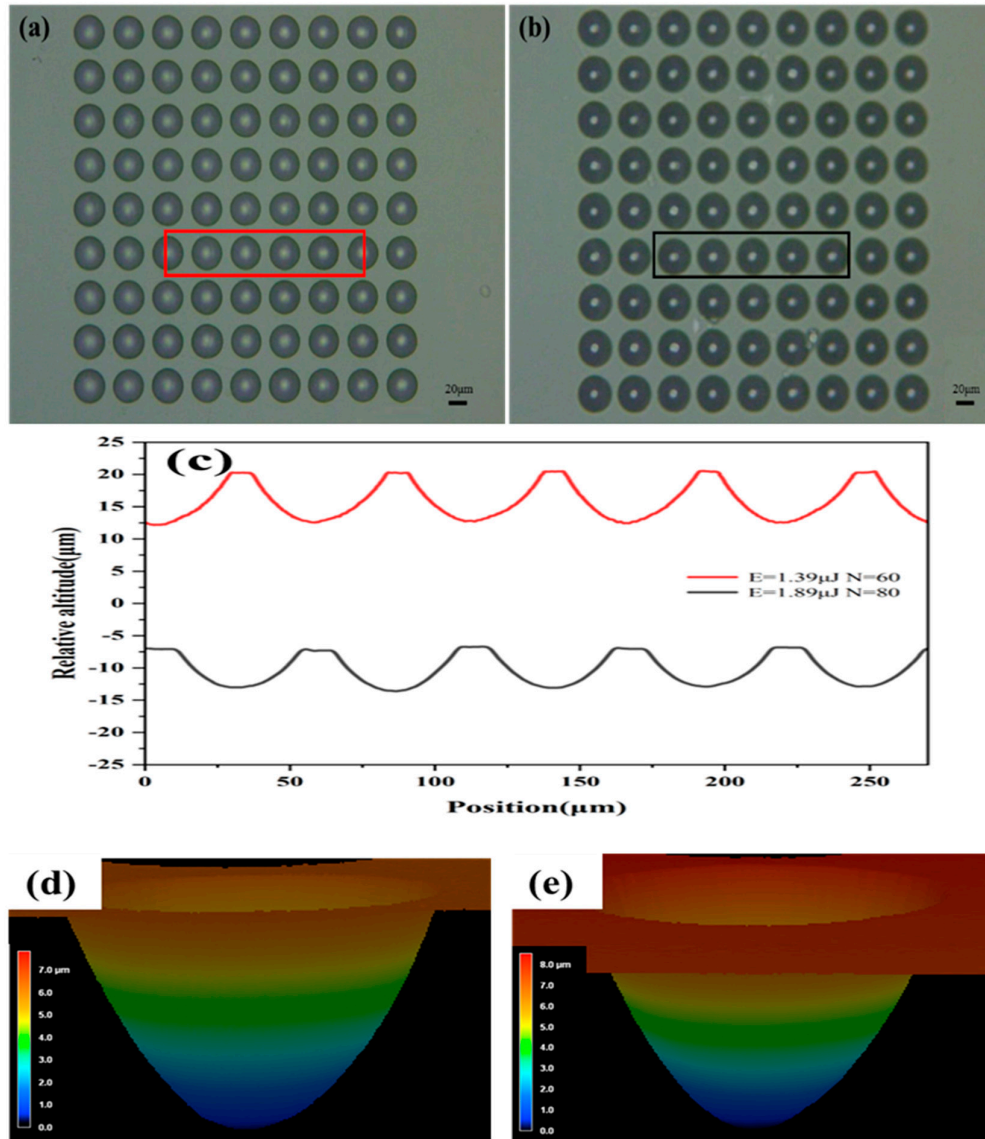 (a)
20μm
(b)
20μm
(c)
25
20
15
10
5
0
-5
-10
-15
-20
-25
Relative altitude(μm)
E=1.39μJ N=60
E=1.89μJ N=80
0
50
100
150
200
250
Position(μm)
(d)
7.0 μm
6.0
5.0
4.0
3.0
2.0
1.0
0.0
(e)
8.0 μm
7.0
6.0
5.0
4.0
3.0
2.0
1.0
0.0